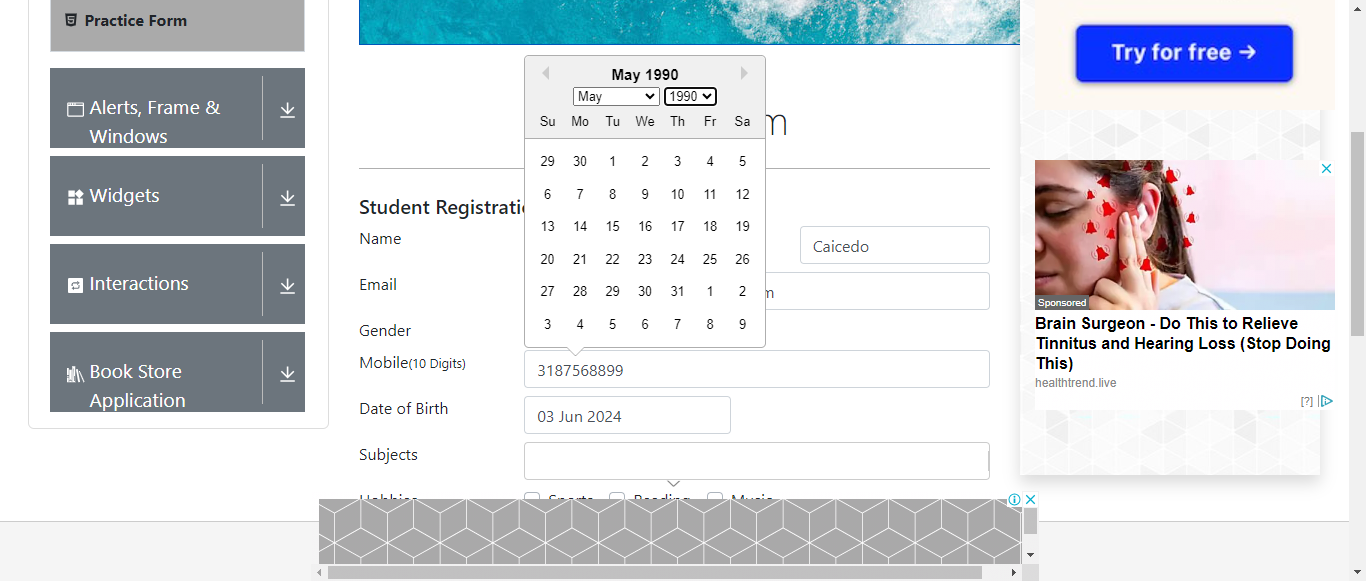 Practice Form
Alerts, Frame &
Windows
Widgets
Interactions
Book Store
Application
May 1990
May 1990
Su Mo Tu We Th Fr Sa
29 30 1 2 3 4 5
6 7 8 9 10 11 12
13 14 15 16 17 18 19
20 21 22 23 24 25 26
27 28 29 30 31 1 2
3 4 5 6 7 8 9
m
Student Registrati
Name
Caicedo
Email
m
Gender
Mobile(10 Digits)
3187568899
Date of Birth
03 Jun 2024
Subjects
Hobbies
Sports Reading Music
Try for free →
Sponsored
Brain Surgeon - Do This to Relieve
Tinnitus and Hearing Loss (Stop Doing
This)
healthtrend.live
[?]